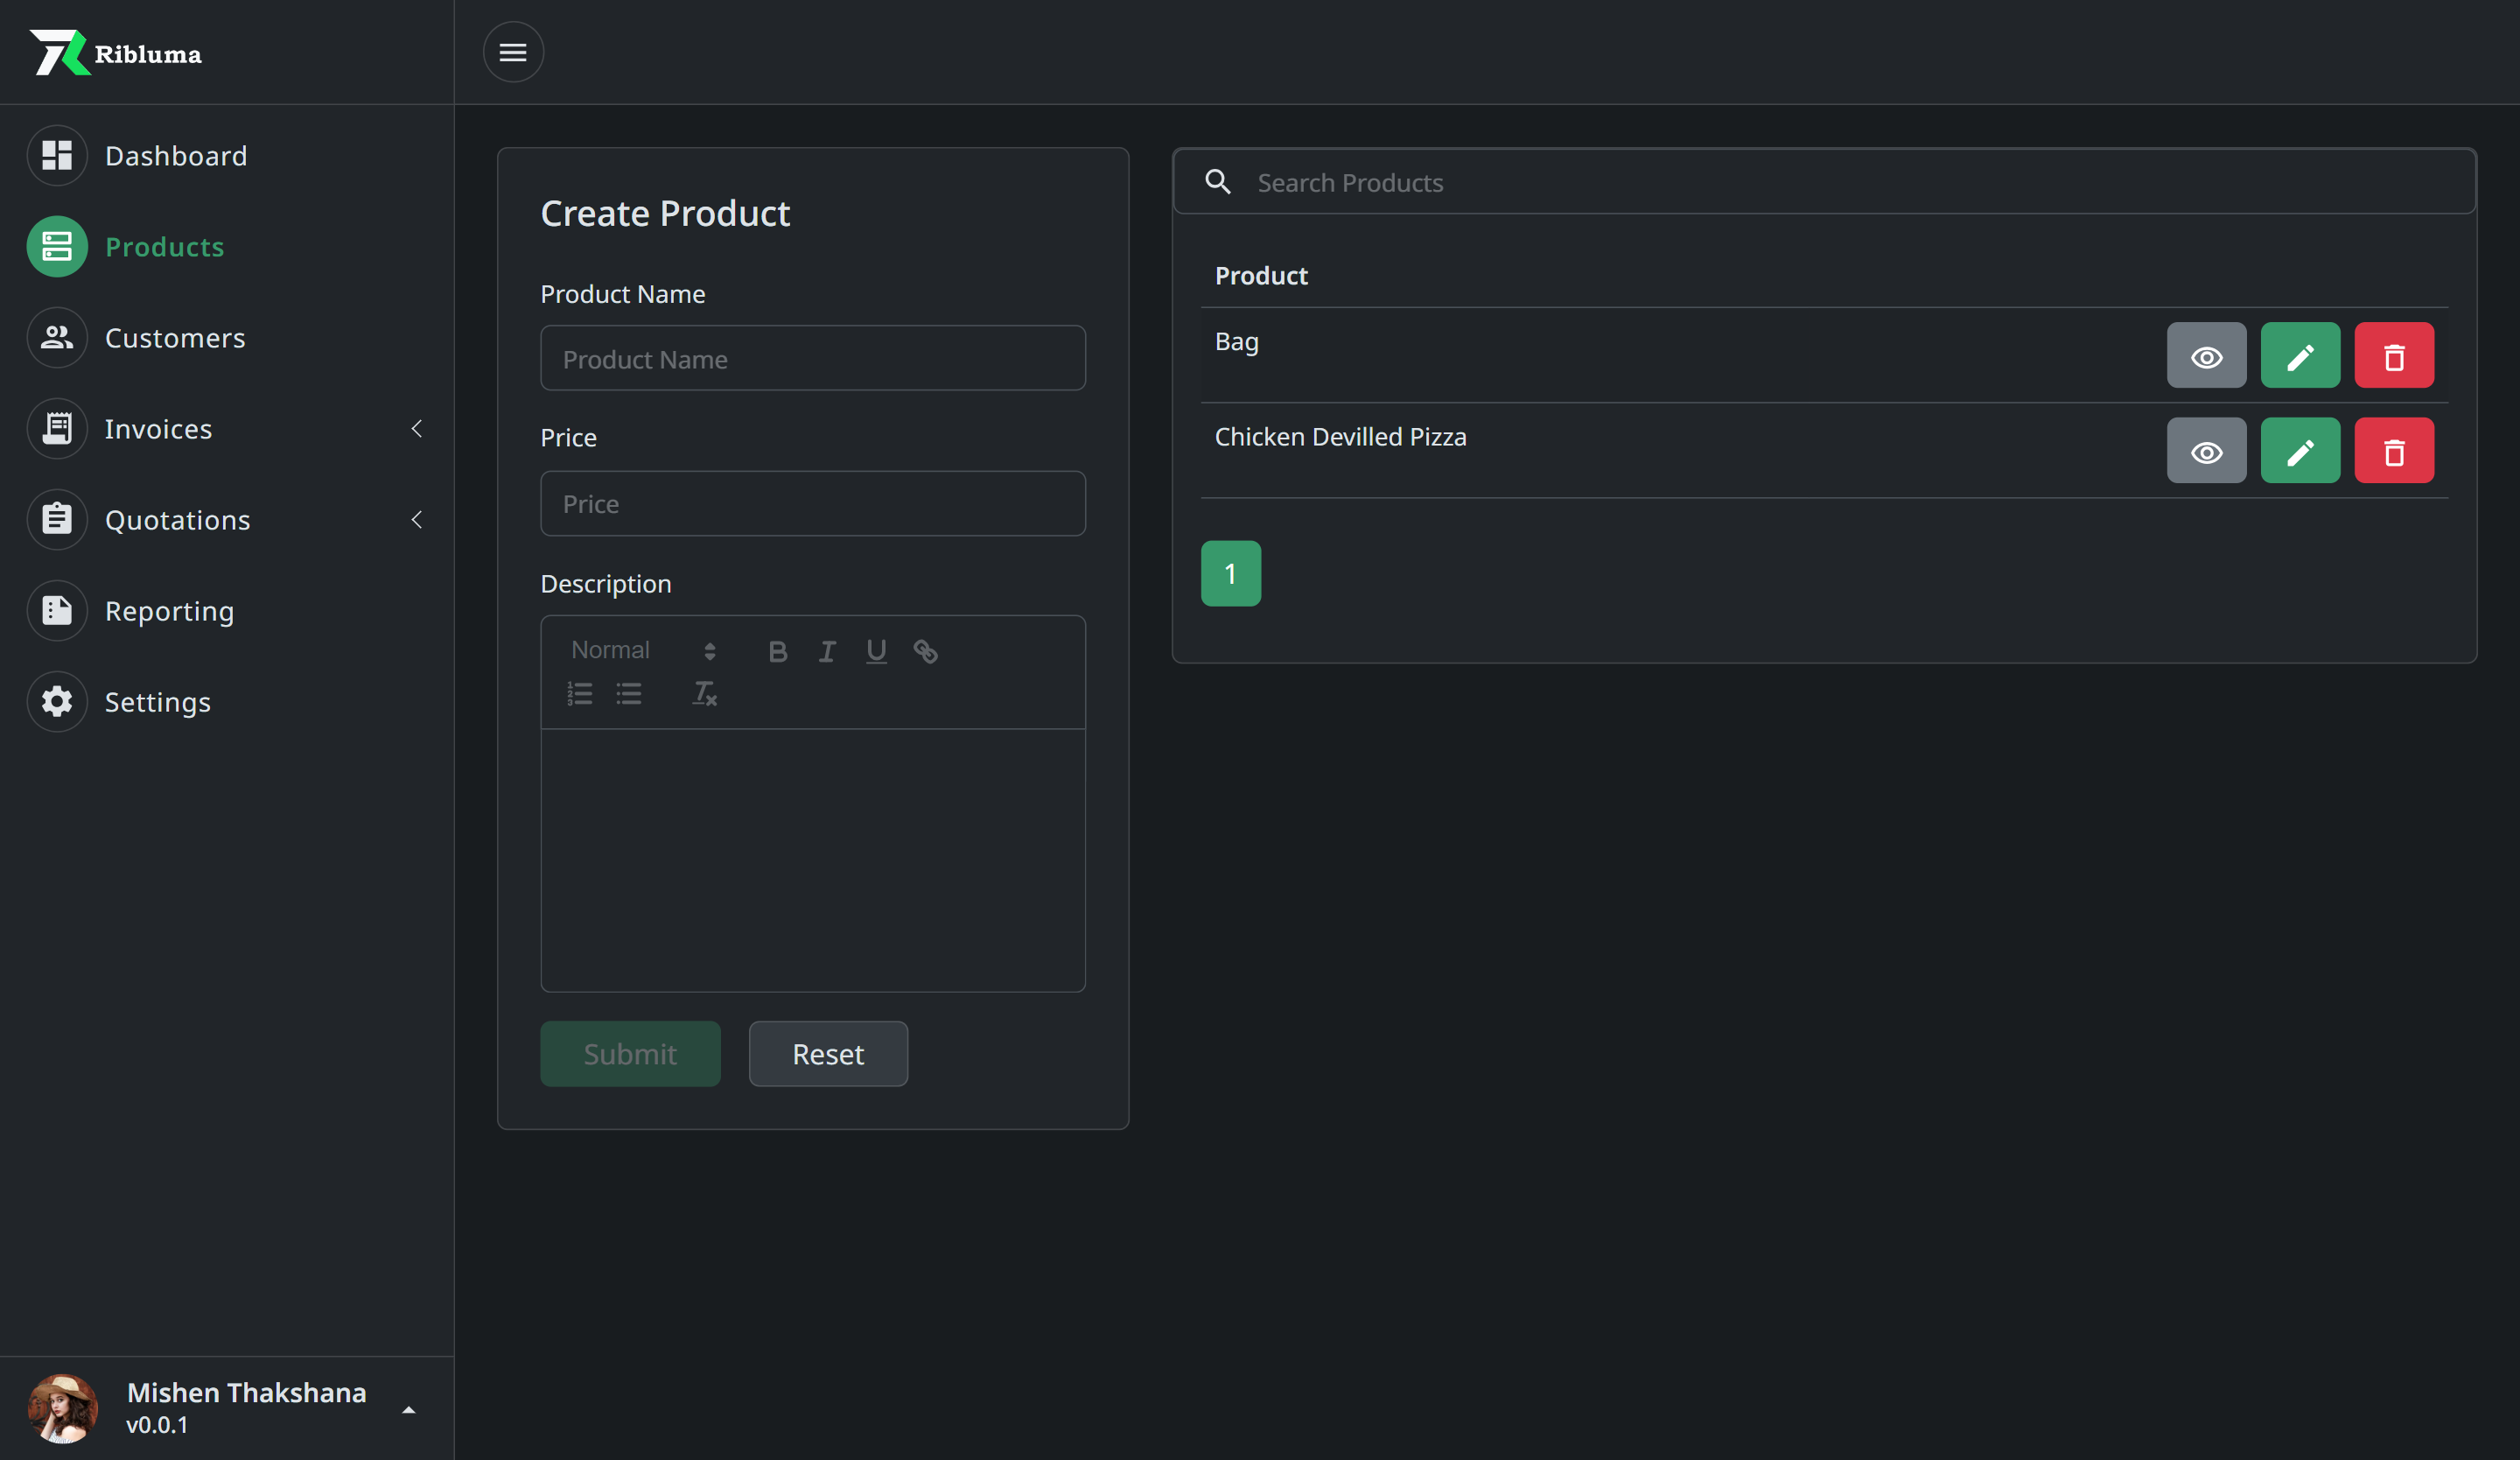 Ribluma
Dashboard
Products
Customers
Invoices
Quotations
Reporting
Settings
Mishen Thakshana
v0.0.1
Create Product
Product Name
Product Name
Price
Price
Description
Normal
Submit
Reset
Search Products
Product
Bag
Chicken Devilled Pizza
1